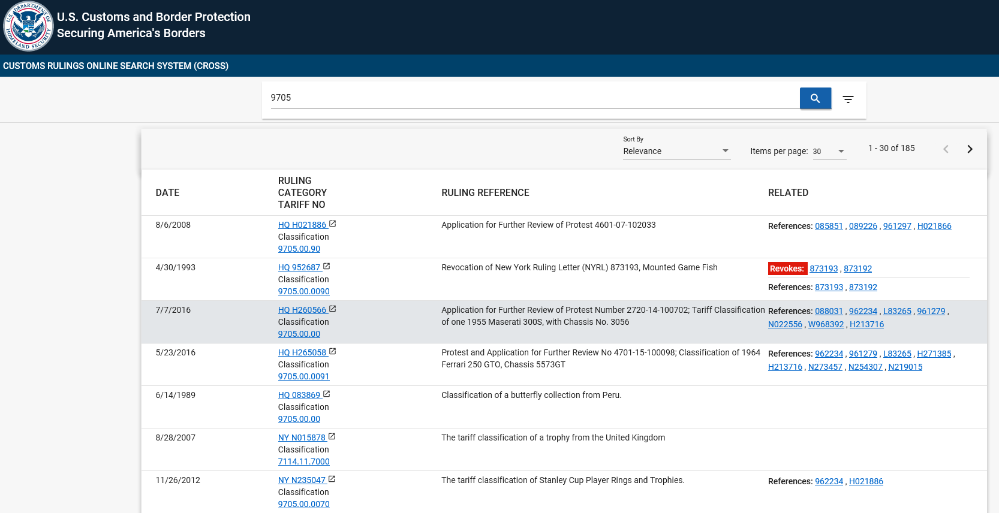 U.S. DEPARTMENT OF
HOMELAND SECURITY
U.S. Customs and Border Protection
Securing America's Borders
CUSTOMS RULINGS ONLINE SEARCH SYSTEM (CROSS)
9705
Sort By
Relevance
Items per page: 30
1 - 30 of 185
DATE
RULING
CATEGORY
TARIFF NO
RULING REFERENCE
RELATED
8/6/2008
HQ H021886
Classification
9705.00.90
Application for Further Review of Protest 4601-07-102033
References: 085851 , 089226 , 961297 , H021866
4/30/1993
HQ 952687
Classification
9705.00.0090
Revocation of New York Ruling Letter (NYRL) 873193, Mounted Game Fish
Revokes: 873193 , 873192
References: 873193 , 873192
7/7/2016
HQ H260566
Classification
9705.00.00
Application for Further Review of Protest Number 2720-14-100702; Tariff Classification
of one 1955 Maserati 300S, with Chassis No. 3056
References: 088031 , 962234 , L83265 , 961279 ,
N022556 , W968392 , H213716
5/23/2016
HQ H265058
Classification
9705.00.0091
Protest and Application for Further Review No 4701-15-100098; Classification of 1964
Ferrari 250 GTO, Chassis 5573GT
References: 962234 , 961279 , L83265 , H271385 ,
H213716 , N273457 , N254307 , N219015
6/14/1989
HQ 083869
Classification
9705.00.00
Classification of a butterfly collection from Peru.
8/28/2007
NY N015878
Classification
7114.11.7000
The tariff classification of a trophy from the United Kingdom
11/26/2012
NY N235047
Classification
9705.00.0070
The tariff classification of Stanley Cup Player Rings and Trophies.
References: 962234 , H021886